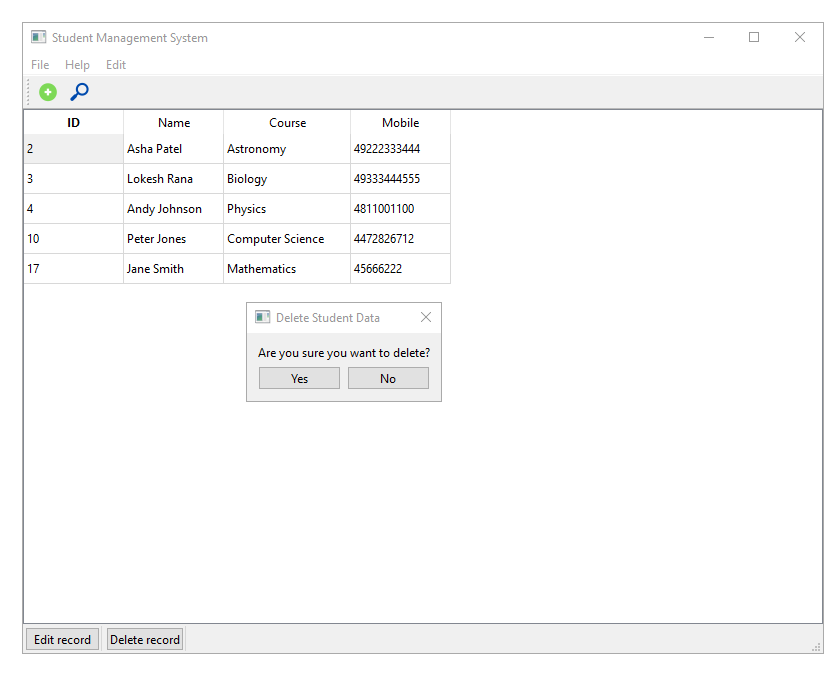 Student Management System
File Help Edit
ID Name Course Mobile
2 Asha Patel Astronomy 49222333444
3 Lokesh Rana Biology 49333444555
4 Andy Johnson Physics 4811001100
10 Peter Jones Computer Science 4472826712
17 Jane Smith Mathematics 45666222
Delete Student Data
Are you sure you want to delete?
Yes No
Edit record Delete record